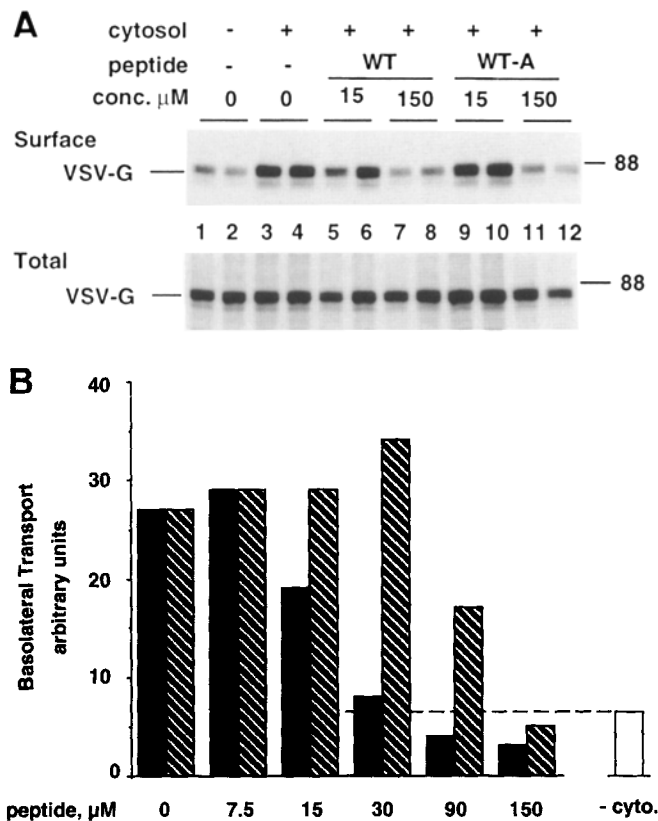 A
cytosol - + + + + +
peptide - - WT WT-A
conc. μM 0 0 15 150 15 150
Surface
VSV-G 88
1 2 3 4 5 6 7 8 9 10 11 12
Total
VSV-G 88
B
Basolateral Transport
arbitrary units
40
30
20
10
0
peptide, μM 0 7.5 15 30 90 150 - cyto.